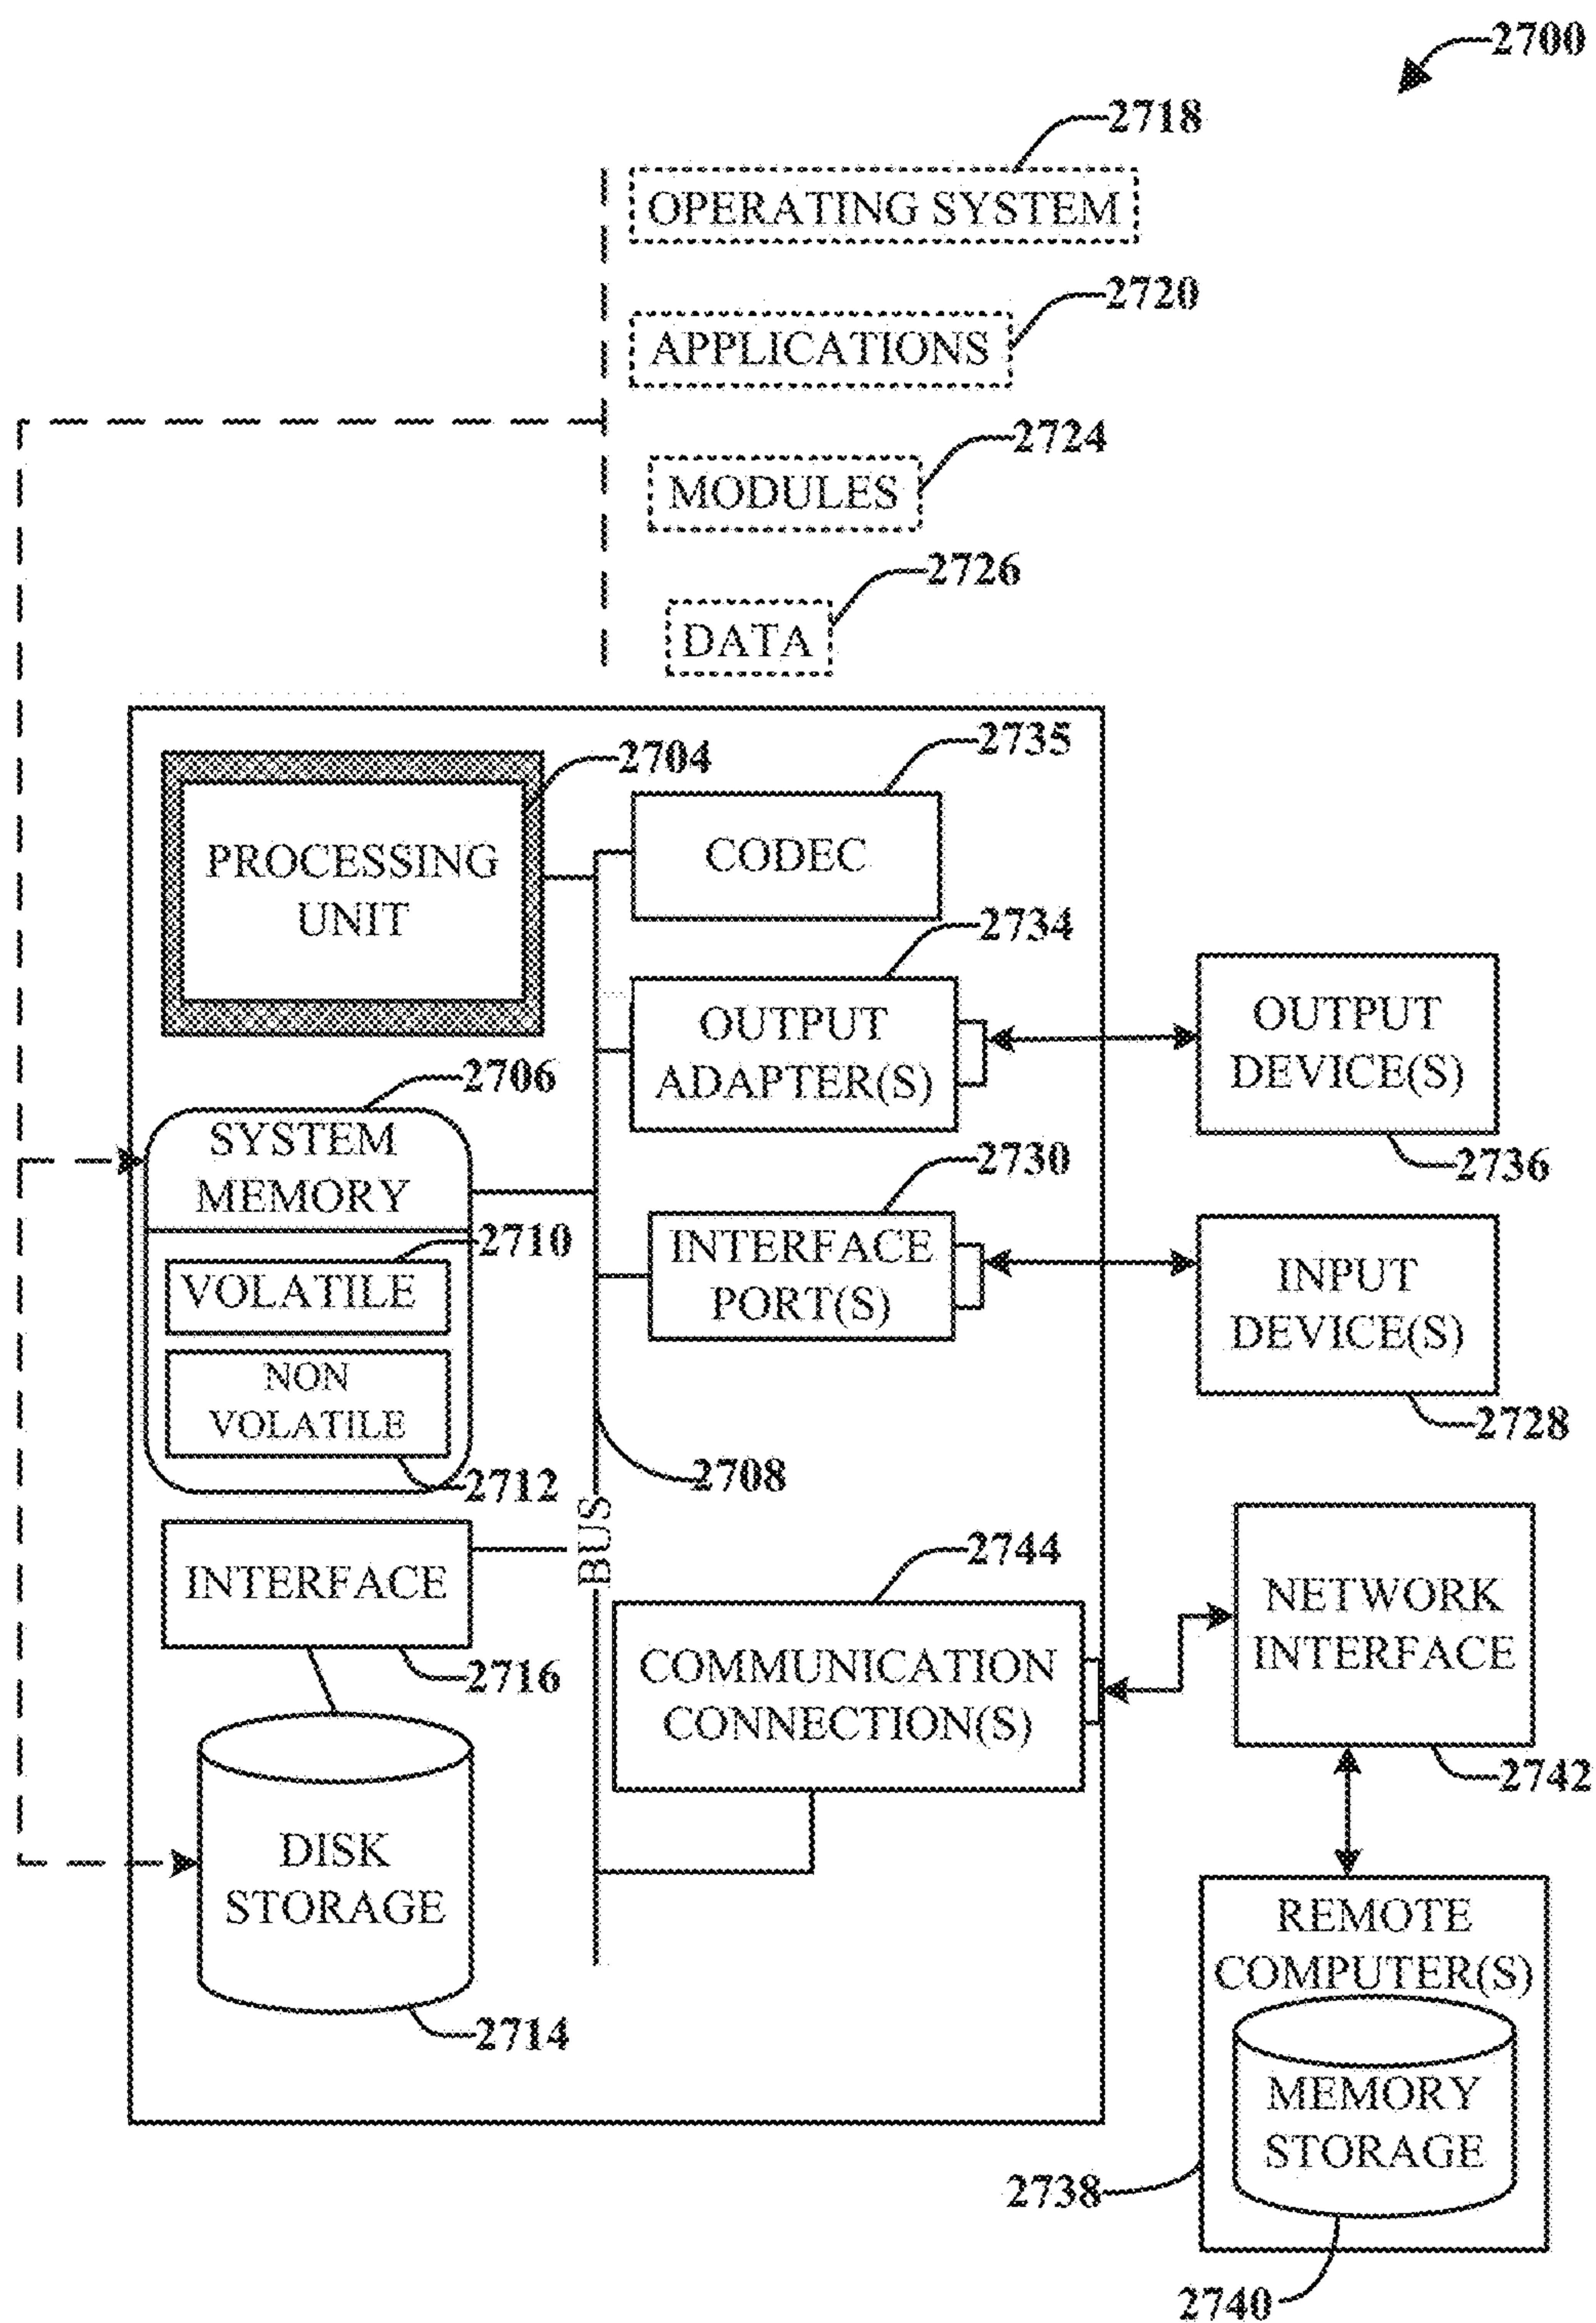 2700
2718
OPERATING SYSTEM
2720
APPLICATIONS
2724
MODULES
2726
DATA
2704
PROCESSING
UNIT
2735
CODEC
2734
OUTPUT
ADAPTER(S)
OUTPUT
DEVICE(S)
2736
2706
SYSTEM
MEMORY
2710
VOLATILE
NON
VOLATILE
2712
2730
INTERFACE
PORT(S)
INPUT
DEVICE(S)
2728
2708
BUS
INTERFACE
2716
2744
COMMUNICATION
CONNECTION(S)
NETWORK
INTERFACE
2742
DISK
STORAGE
2714
REMOTE
COMPUTER(S)
MEMORY
STORAGE
2738
2740